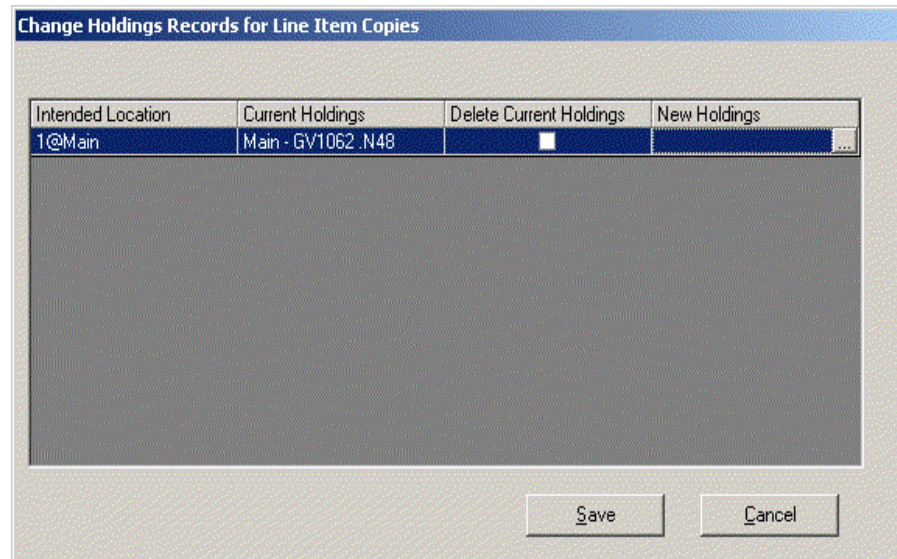 Change Holdings Records for Line Item Copies
Intended Location Current Holdings Delete Current Holdings New Holdings
1@Main Main - GV1062 .N48 ...
Save Cancel